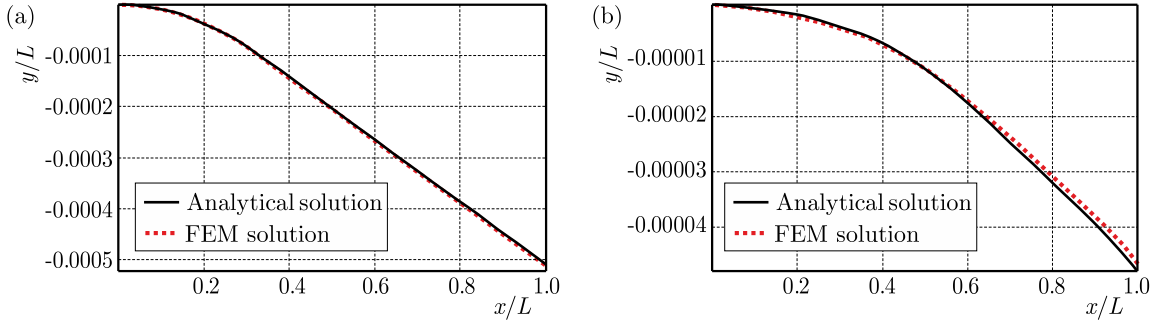 (a)
y/L
-0.0001
-0.0002
-0.0003
-0.0004
-0.0005
Analytical solution
FEM solution
0.2 0.4 0.6 0.8 1.0
x/L
(b)
y/L
-0.00001
-0.00002
-0.00003
-0.00004
Analytical solution
FEM solution
0.2 0.4 0.6 0.8 1.0
x/L